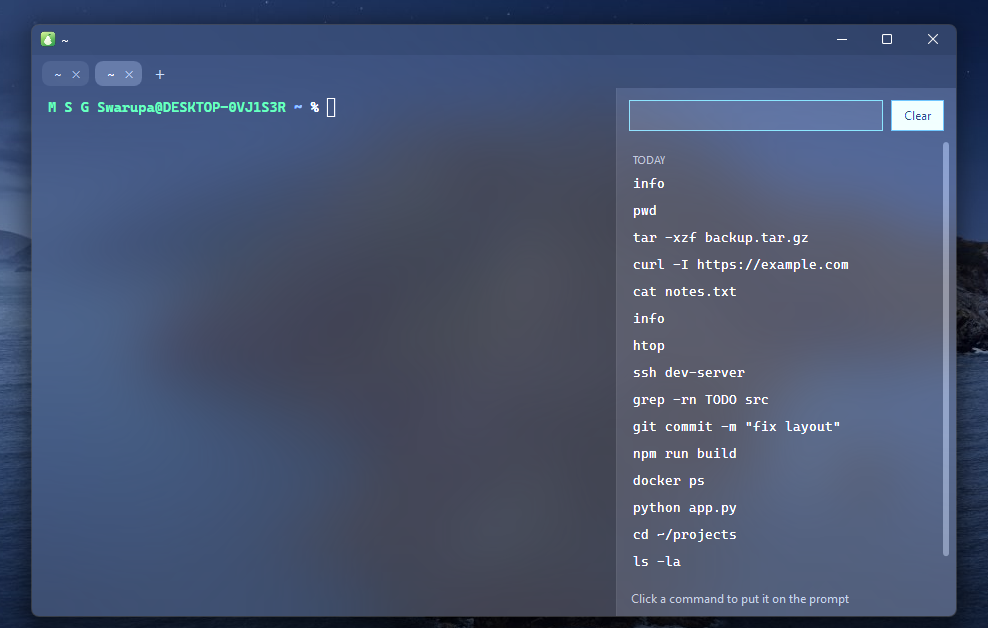 ~
~ ~ +
M S G Swarupa@DESKTOP-0VJ1S3R ~ %
Clear
TODAY
info
pwd
tar -xzf backup.tar.gz
curl -I https://example.com
cat notes.txt
info
htop
ssh dev-server
grep -rn TODO src
git commit -m "fix layout"
npm run build
docker ps
python app.py
cd ~/projects
ls -la
Click a command to put it on the prompt